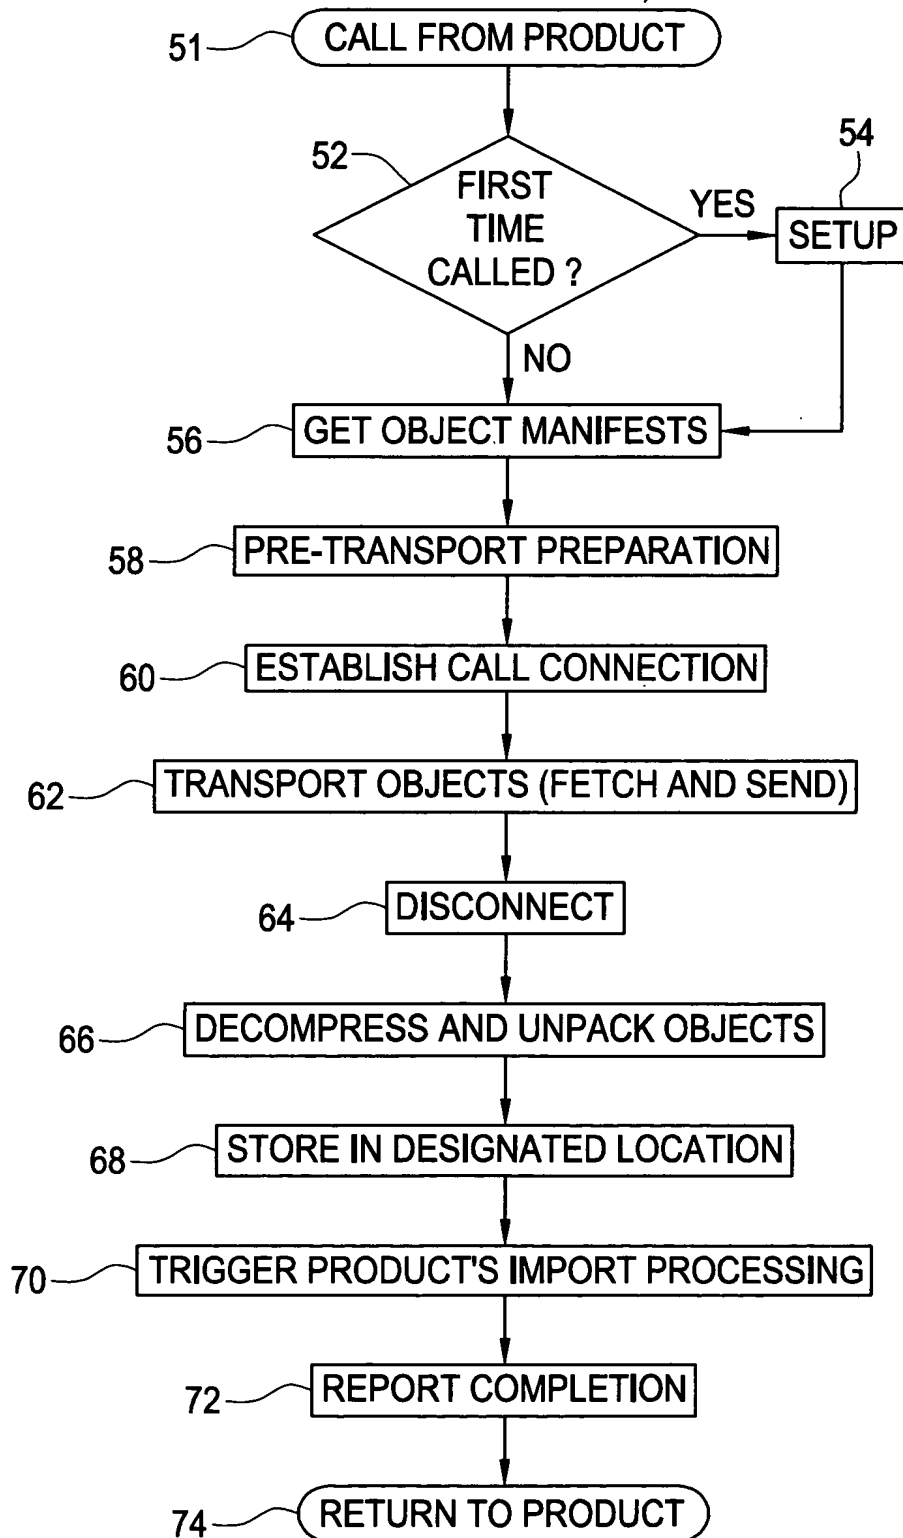 51
CALL FROM PRODUCT
52
FIRST
TIME
CALLED ?
YES
54
SETUP
NO
56
GET OBJECT MANIFESTS
58
PRE-TRANSPORT PREPARATION
60
ESTABLISH CALL CONNECTION
62
TRANSPORT OBJECTS (FETCH AND SEND)
64
DISCONNECT
66
DECOMPRESS AND UNPACK OBJECTS
68
STORE IN DESIGNATED LOCATION
70
TRIGGER PRODUCT'S IMPORT PROCESSING
72
REPORT COMPLETION
74
RETURN TO PRODUCT